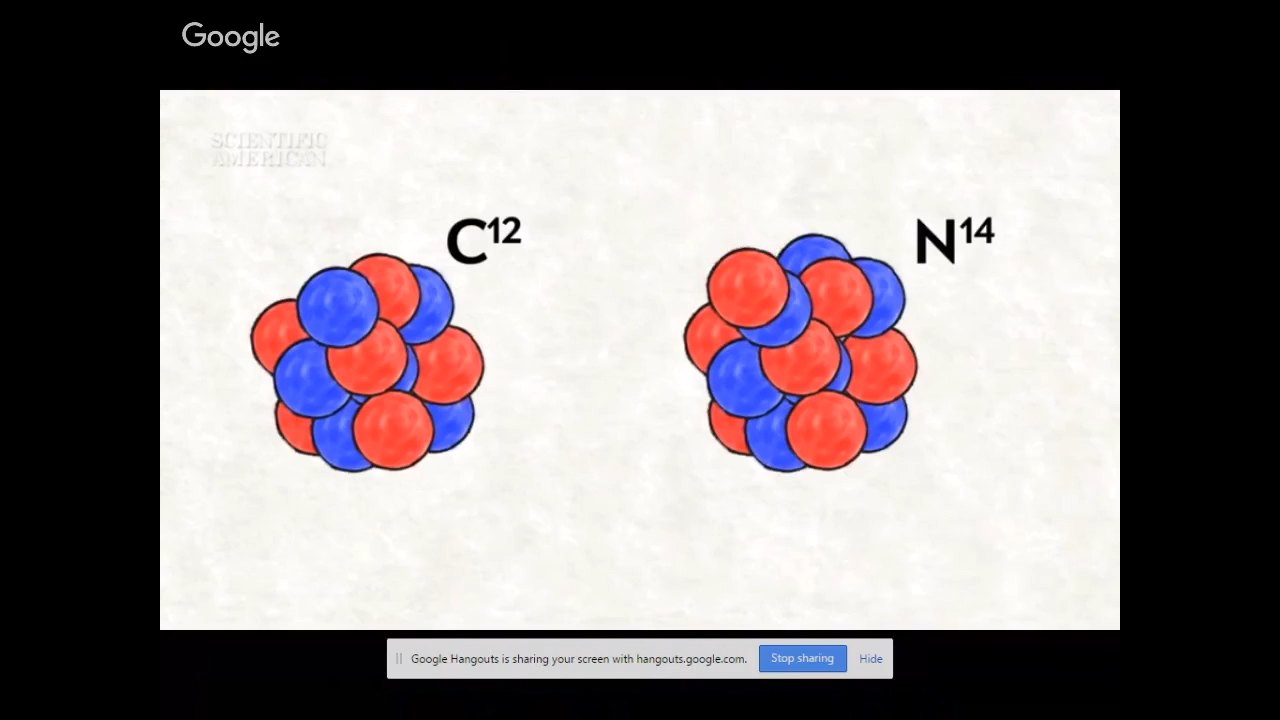 Google
SCIENTIFIC
AMERICAN
C12
N14
Google Hangouts is sharing your screen with hangouts.google.com.
Stop sharing
Hide